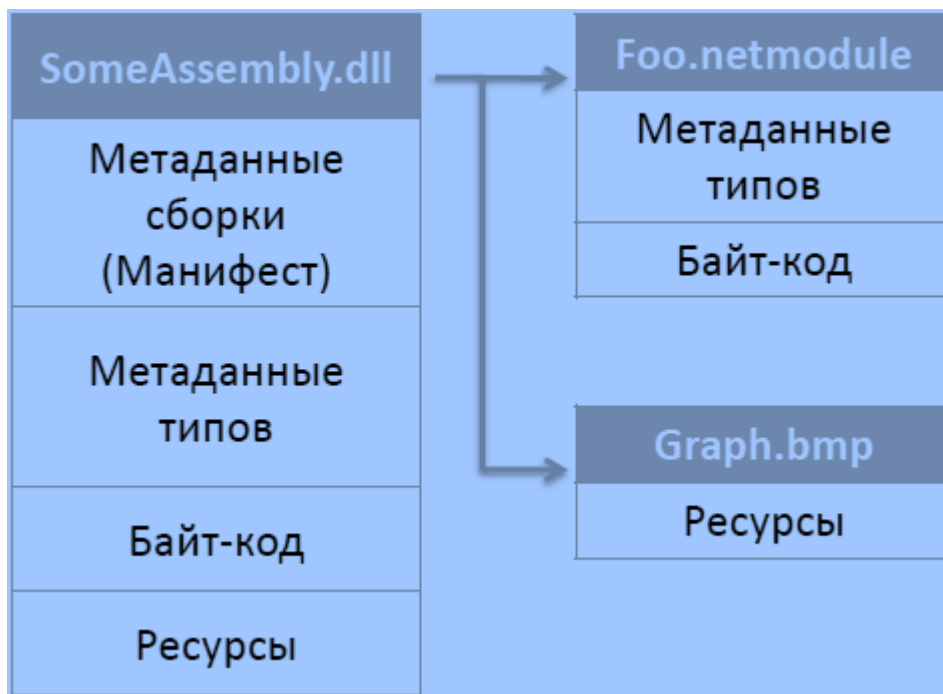 SomeAssembly.dll
Метаданные
сборки
(Манифест)
Метаданные
типов
Байт-код
Ресурсы
Foo.netmodule
Метаданные
типов
Байт-код
Graph.bmp
Ресурсы